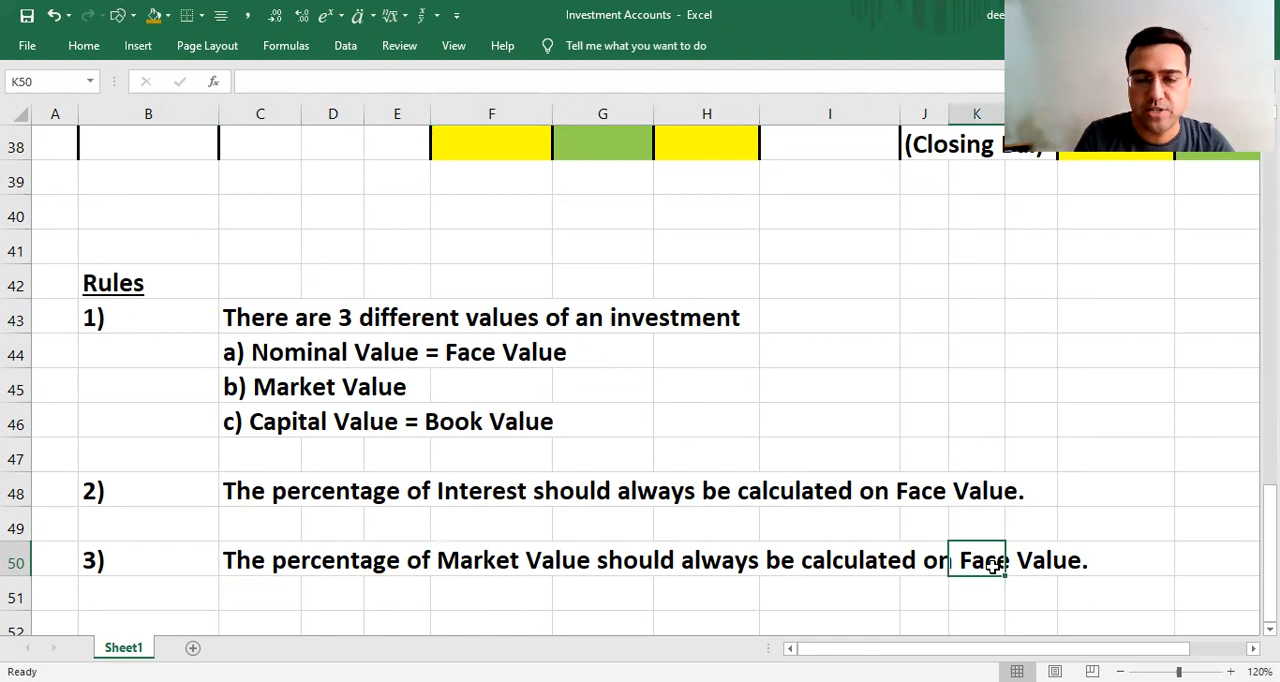 Investment Accounts - Excel
dee
File Home Insert Page Layout Formulas Data Review View Help Tell me what you want to do
K50
fx
A B C D E F G H I J K
38 (Closing
39
40
41
42 Rules
43 1) There are 3 different values of an investment
44 a) Nominal Value = Face Value
45 b) Market Value
46 c) Capital Value = Book Value
47
48 2) The percentage of Interest should always be calculated on Face Value.
49
50 3) The percentage of Market Value should always be calculated on Face Value.
51
52
Sheet1
Ready 120%